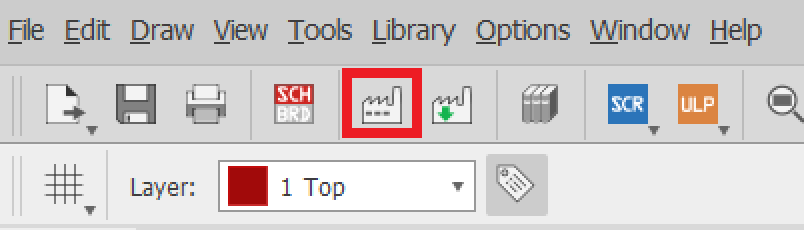 File Edit Draw View Tools Library Options Window Help
SCH
BRD
SCR ULP
Layer: 1 Top